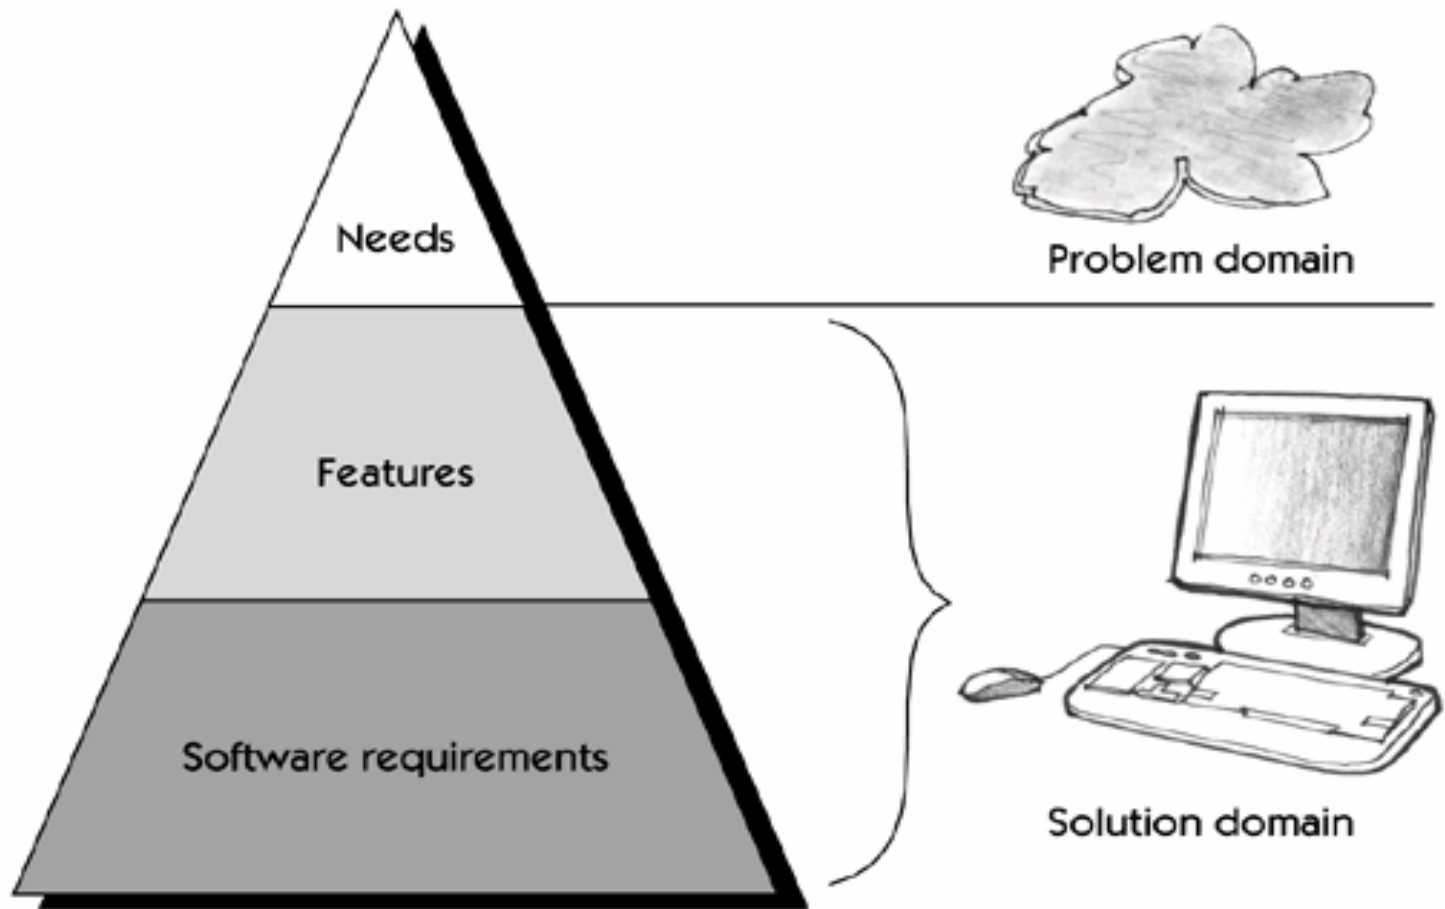 Needs
Problem domain
Features
Software requirements
Solution domain